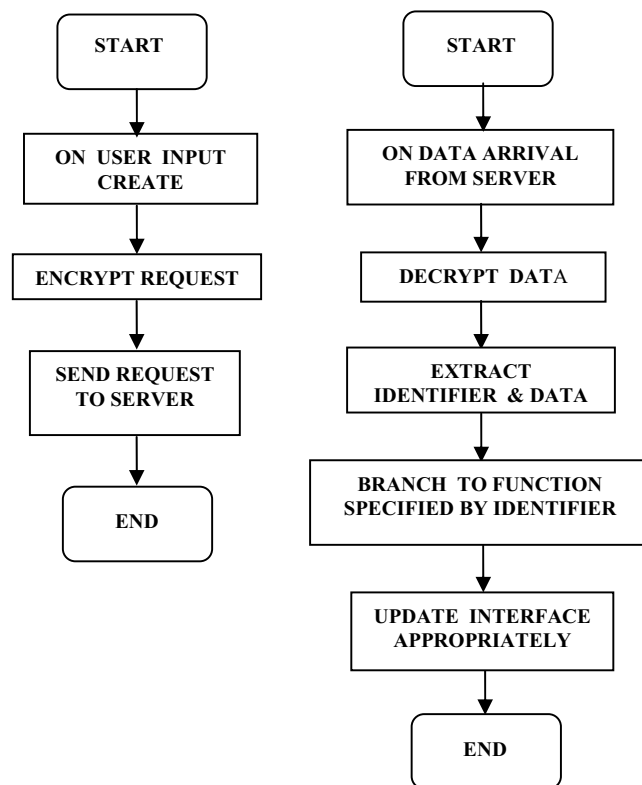 START
ON USER INPUT
CREATE
ENCRYPT REQUEST
SEND REQUEST
TO SERVER
END
START
ON DATA ARRIVAL
FROM SERVER
DECRYPT DATA
EXTRACT
IDENTIFIER & DATA
BRANCH TO FUNCTION
SPECIFIED BY IDENTIFIER
UPDATE INTERFACE
APPROPRIATELY
END